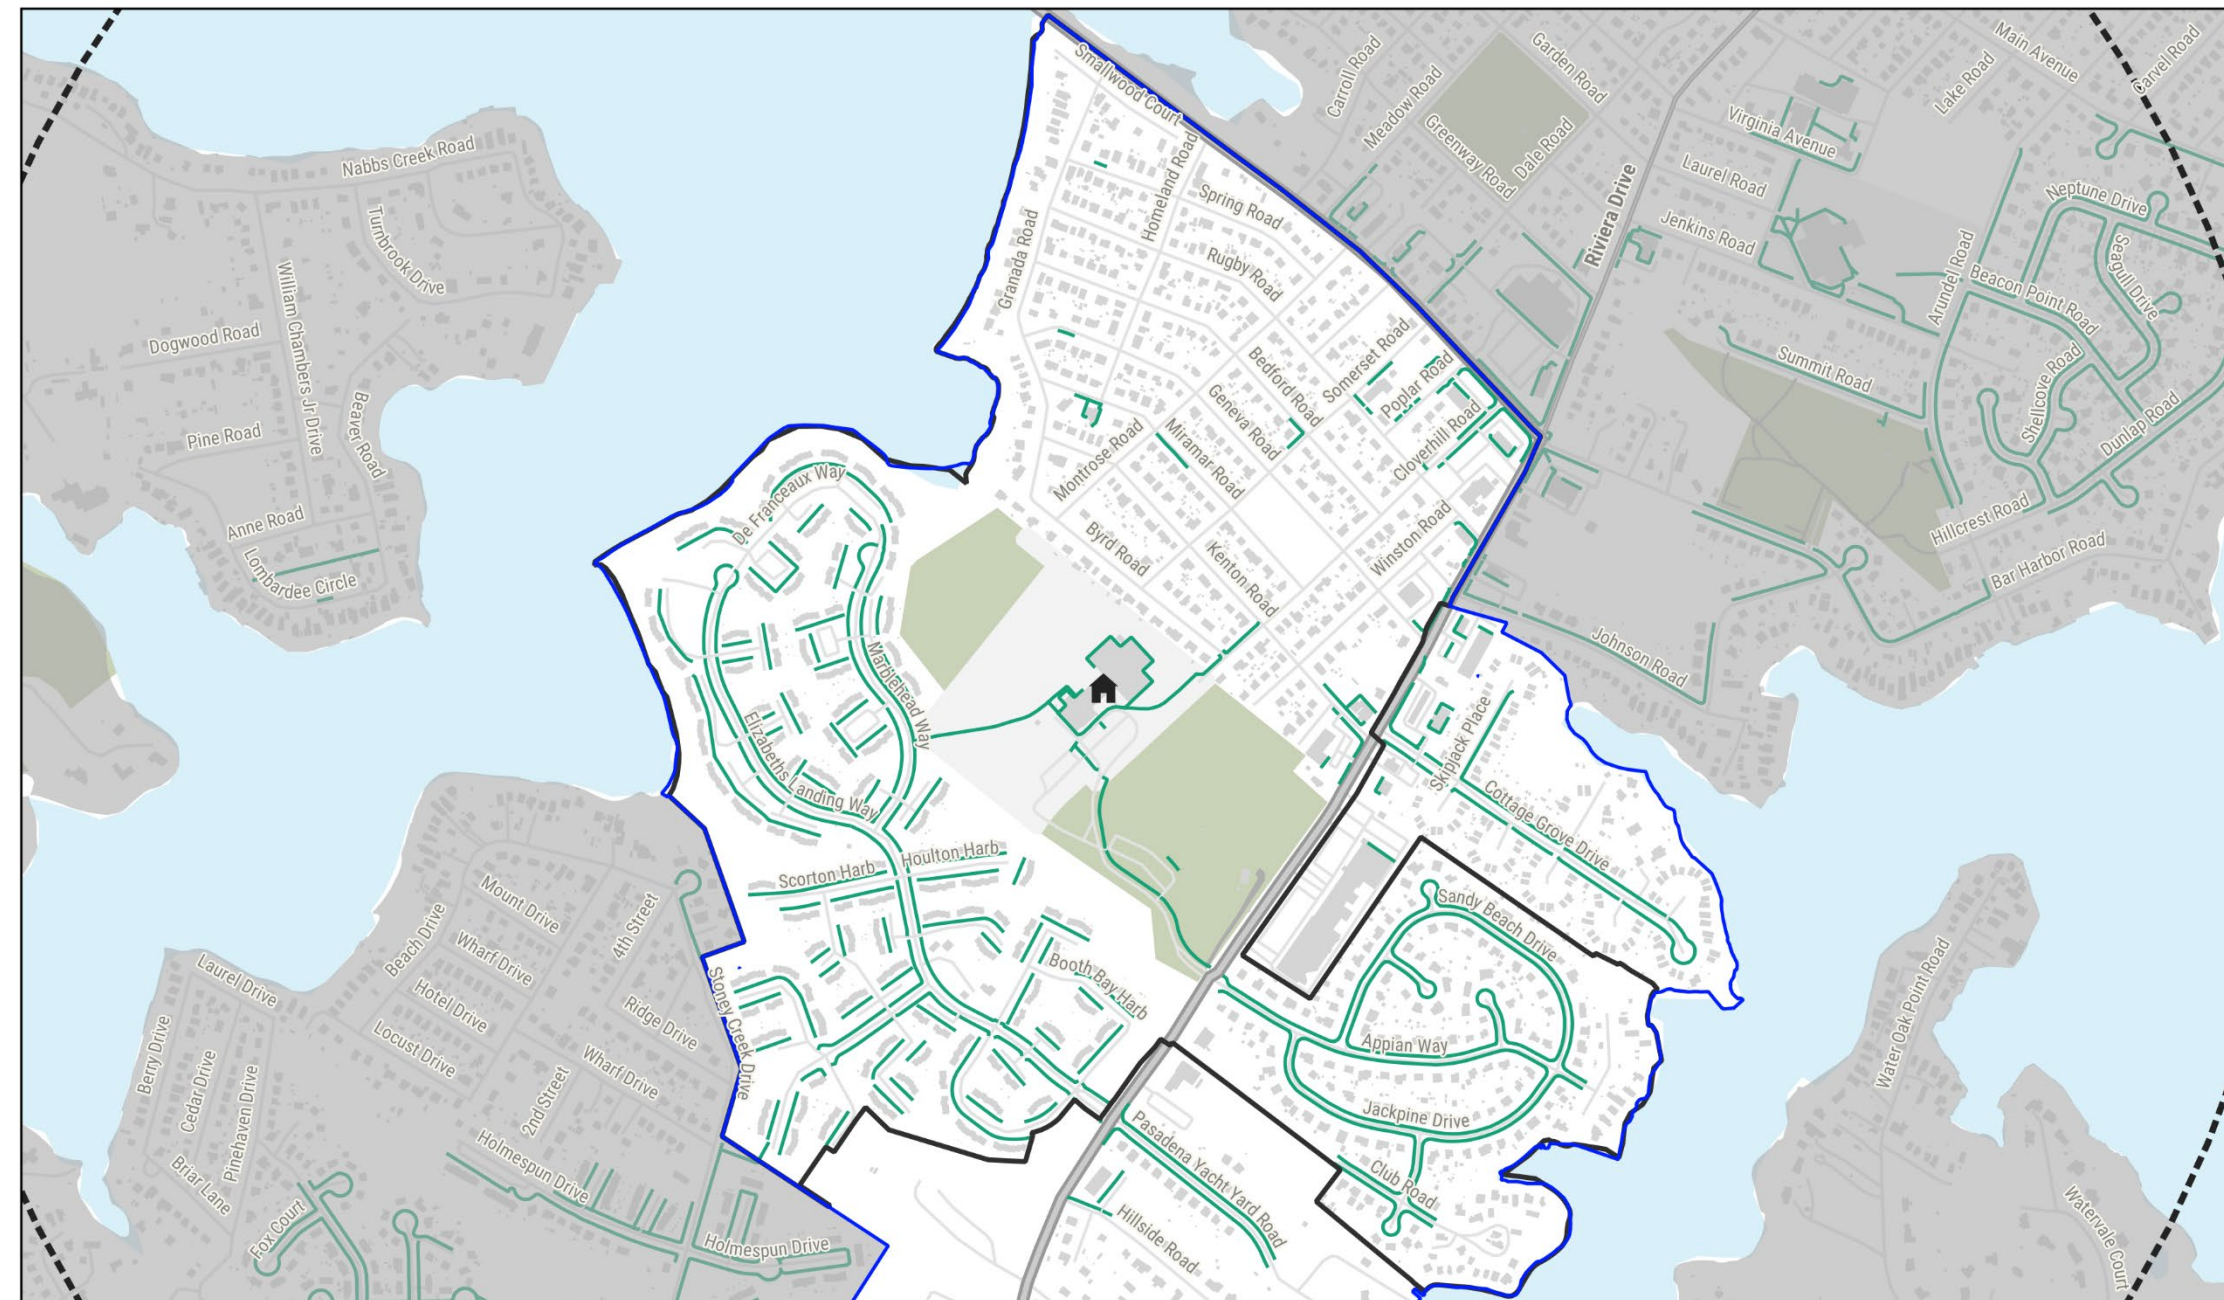 Smallwood Court
Carroll Road
Meadow Road
Garden Road
Greenway Road
Dale Road
Main Avenue
Lake Road
Carvel Road
Virginia Avenue
Laurel Road
Jenkins Road
Riviera Drive
Neptune Drive
Seagull Drive
Arundel Road
Beacon Point Road
Nabbs Creek Road
Turnbrook Drive
William Chambers Jr Drive
Dogwood Road
Beaver Road
Pine Road
Anne Road
Lombardee Circle
Homeland Road
Spring Road
Granada Road
Rugby Road
Bedford Road
Somerset Road
Poplar Road
Geneva Road
Cloverhill Road
Montrose Road
Miramar Road
Summit Road
Shellcove Road
Dunlap Road
Hillcrest Road
Bar Harbor Road
De Franceaux Way
Byrd Road
Kenton Road
Winston Road
Johnson Road
Marblehead Way
Elizabeths Landing Way
Skipjack Place
Cottage Grove Drive
Scorton Harb
Houlton Harb
Sandy Beach Drive
Mount Drive
4th Street
Beach Drive
Wharf Drive
Laurel Drive
Hotel Drive
Ridge Drive
Locust Drive
Stoney Creek Drive
Booth Bay Harb
Appian Way
Water Oak Point Road
Berry Drive
Cedar Drive
Pinehaven Drive
2nd Street
Wharf Drive
Jackpine Drive
Briar Lane
Holmespun Drive
Pasadena Yacht Yard Road
Club Road
Fox Court
Holmespun Drive
Hillside Road
Watervale Court